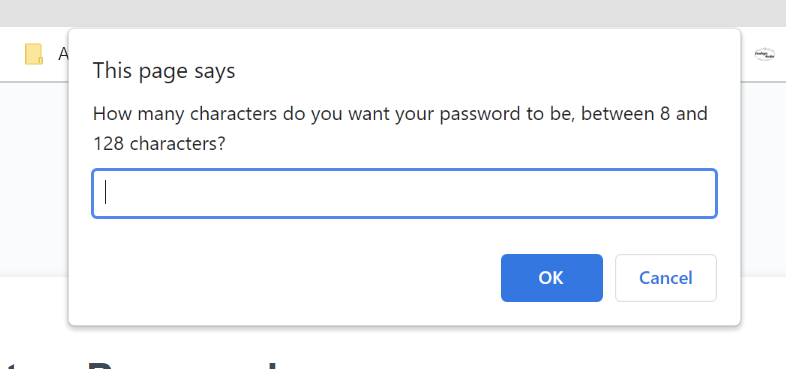 A
This page says
How many characters do you want your password to be, between 8 and
128 characters?
OK
Cancel